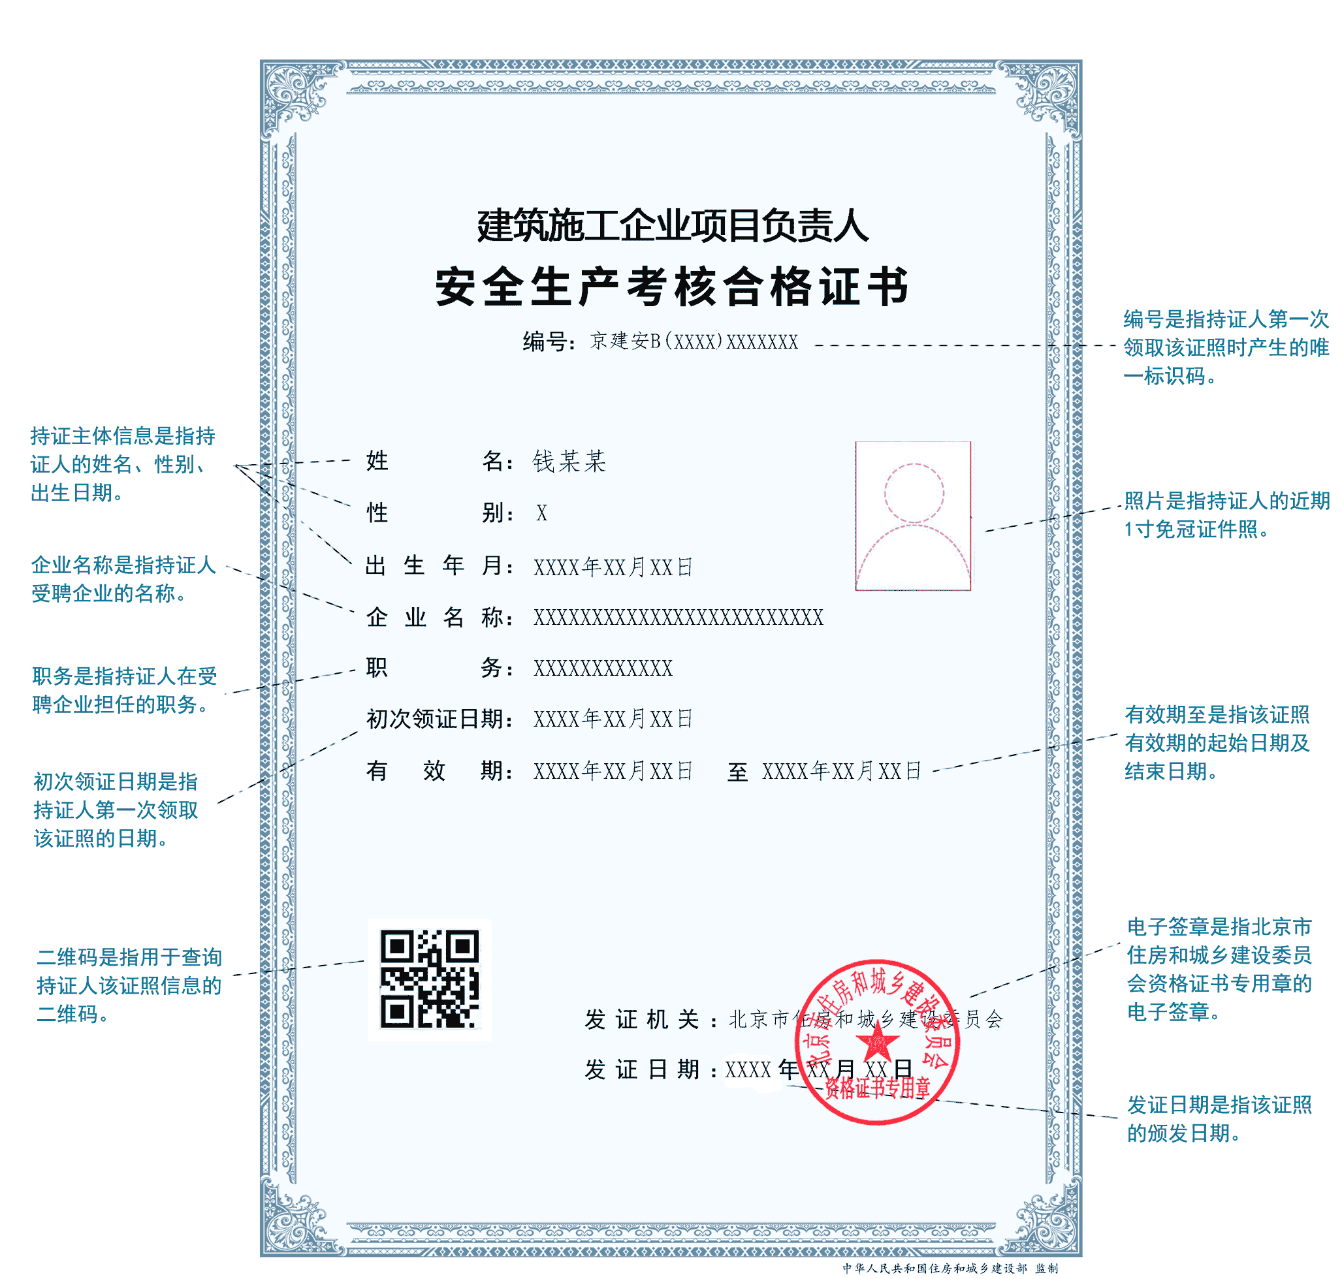 建筑施工企业项目负责人
安全生产考核合格证书
编号：京建安B(XXXX)XXXXXXX
编号是指持证人第一次
领取该证照时产生的唯
一标识码。
持证主体信息是指持
证人的姓名、性别、
出生日期。
姓名：钱某某
性别：X
出生年月：XXXX年XX月XX日
照片是指持证人的近期
1寸免冠证件照。
企业名称是指持证人
受聘企业的名称。
企业名称：XXXXXXXXXXXXXXXXXXXXXXXXX
职务是指持证人在受
聘企业担任的职务。
职务：XXXXXXXXXXXX
初次领证日期：XXXX年XX月XX日
有效期：XXXX年XX月XX日 至 XXXX年XX月XX日
有效期至是指该证照
有效期的起始日期及
结束日期。
初次领证日期是指
持证人第一次领取
该证照的日期。
二维码是指用于查询
持证人该证照信息的
二维码。
电子签章是指北京市
住房和城乡建设委员
会资格证书专用章的
电子签章。
发证机关：北京市住房和城乡建设委员会
发证日期：XXXX年XX月XX日
北京市住房和城乡建设委员会
资格证书专用章
发证日期是指该证照
的颁发日期。
中华人民共和国住房和城乡建设部 监制